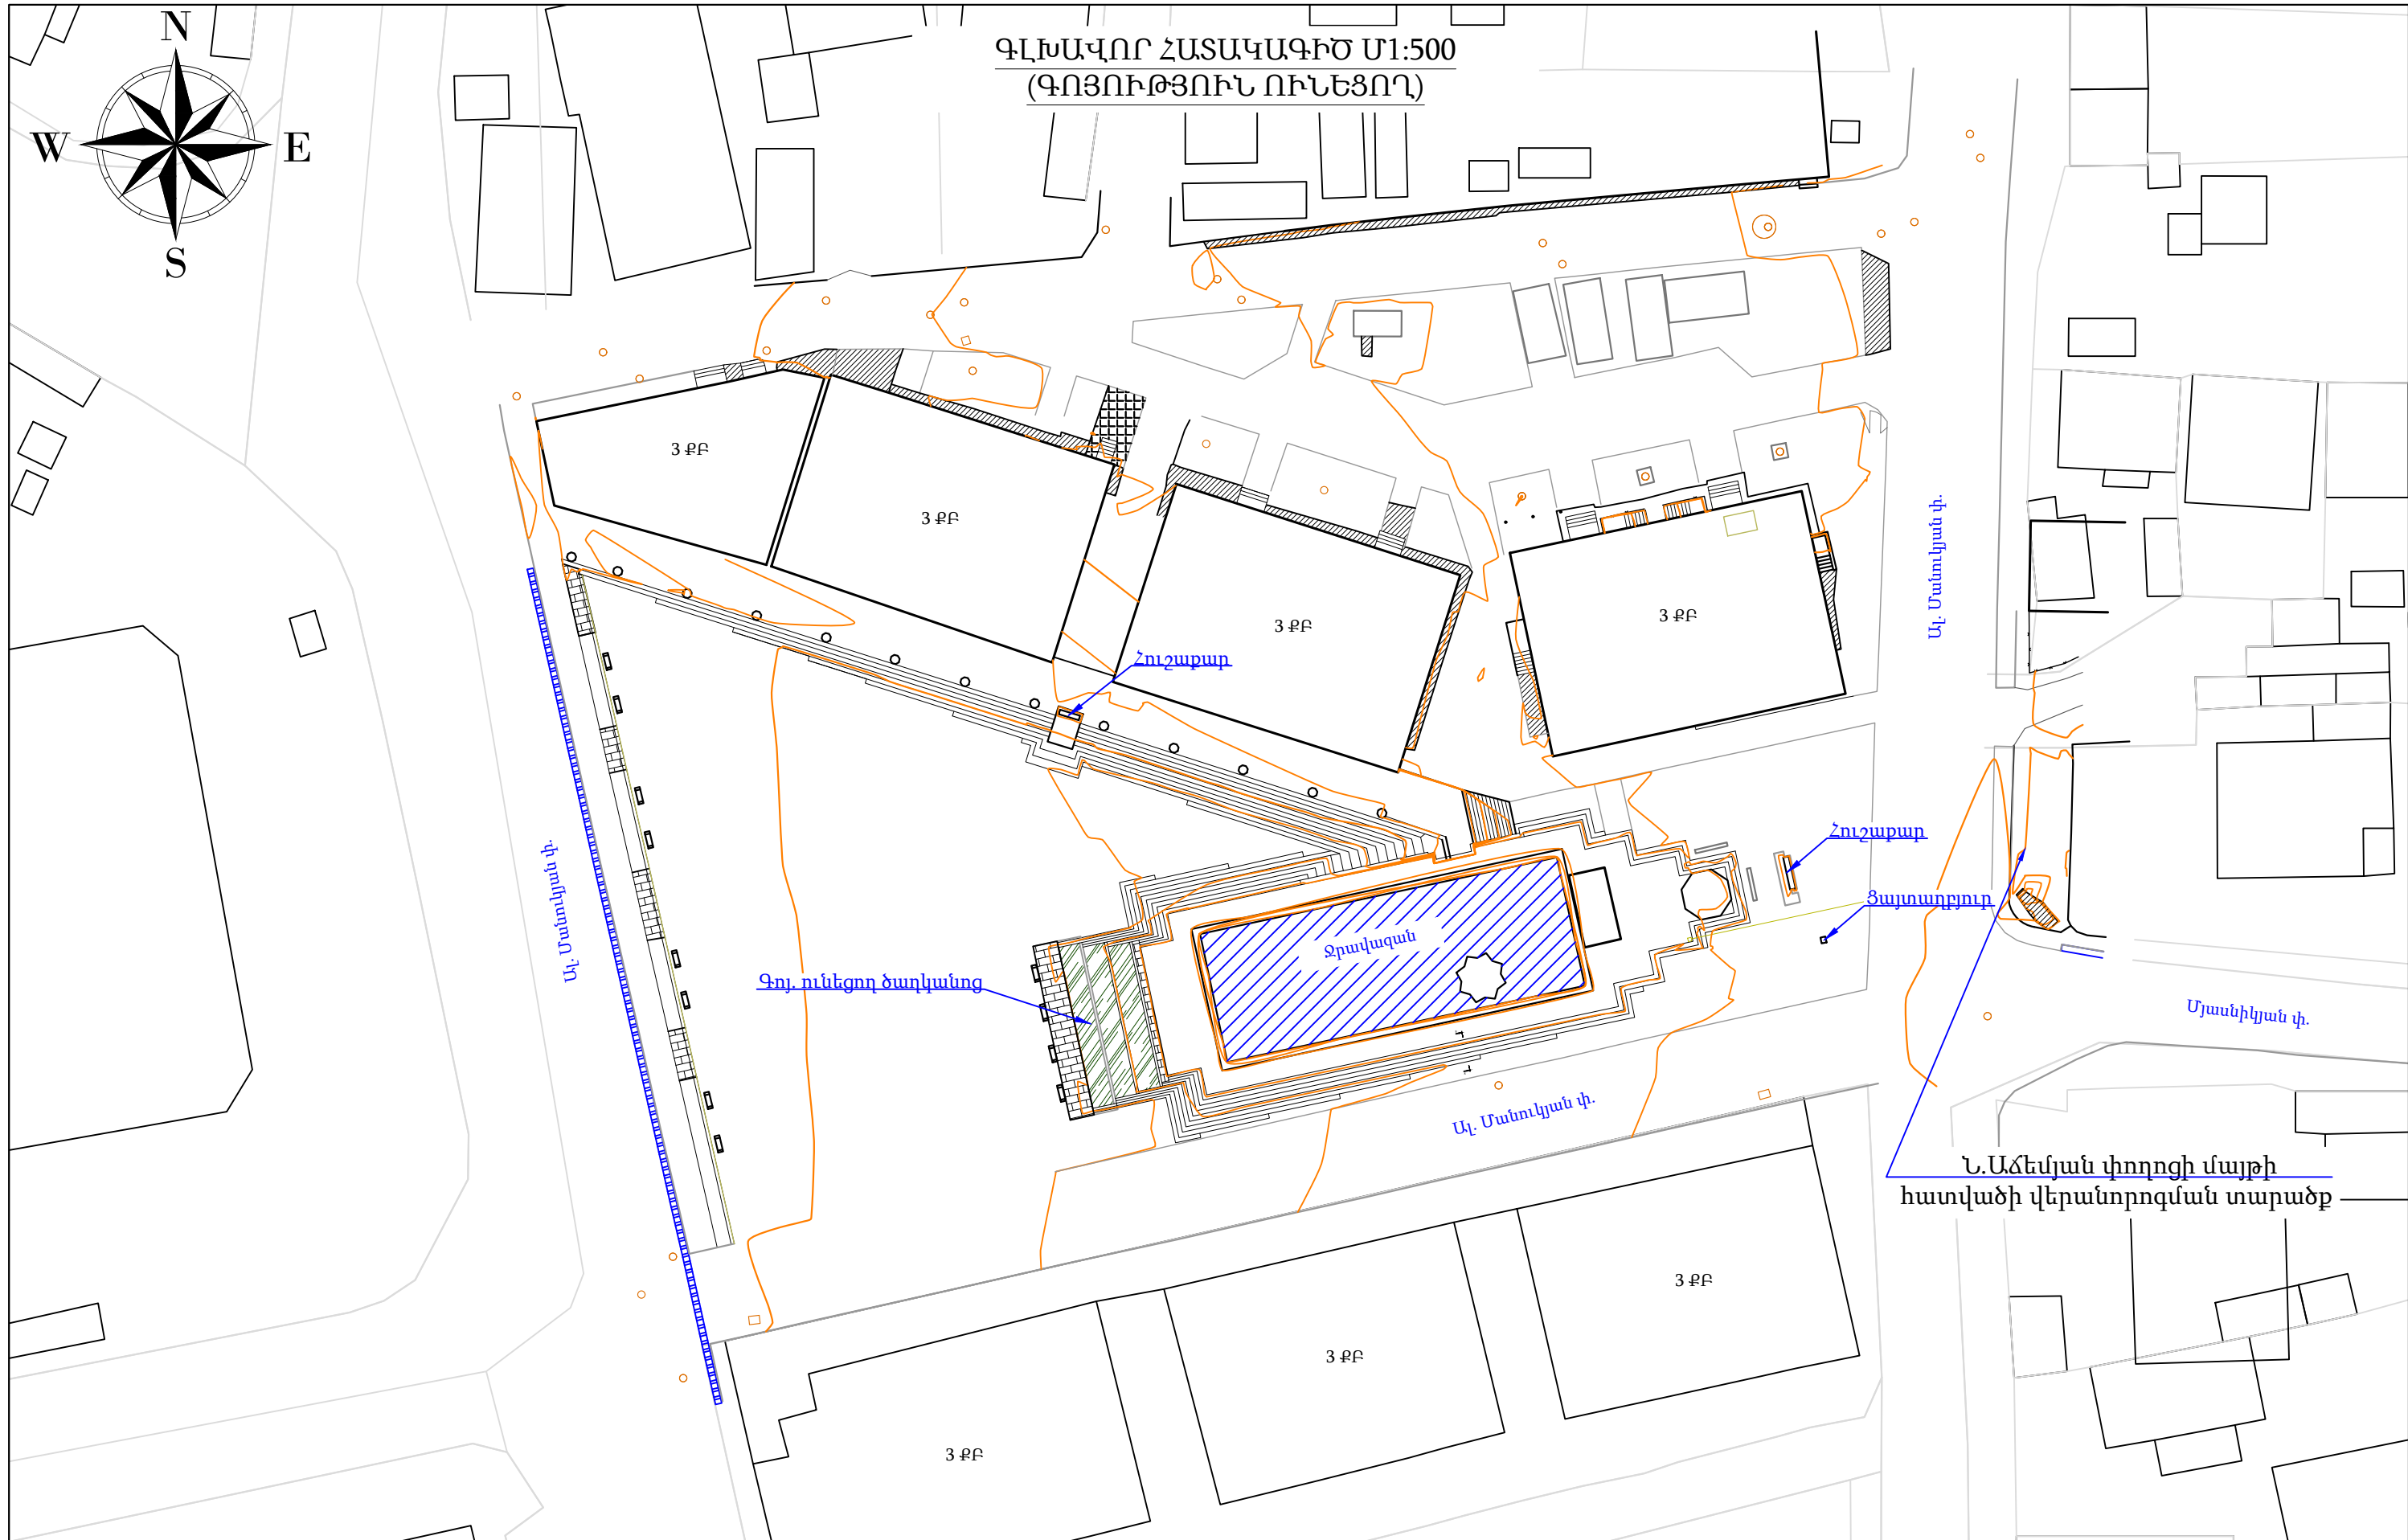 ԳԼԽԱՎՈՐ ՀԱՏԱԿԱԳԻԾ Մ1:500
(ԳՈՅՈՒԹՅՈՒՆ ՈՒՆԵՑՈՂ)
N
W
E
S
3 ՔԲ
3 ՔԲ
3 ՔԲ
3 ՔԲ
Ալ. Մանուկյան փ.
Հուշաքար
Հուշաքար
Ցայտաղբյուր
Ալ. Մանուկյան փ.
Ջրավազան
Գոյ. ունեցող ծաղկանոց
Մյասնիկյան փ.
Ալ. Մանուկյան փ.
Ն.Աճեմյան փողոցի մայթի
հատվածի վերանորոգման տարածք
3 ՔԲ
3 ՔԲ
3 ՔԲ